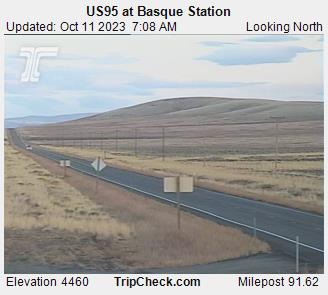 US95 at Basque Station
Updated: Oct 11 2023 7:08 AM Looking North
Elevation 4460 TripCheck.com Milepost 91.62